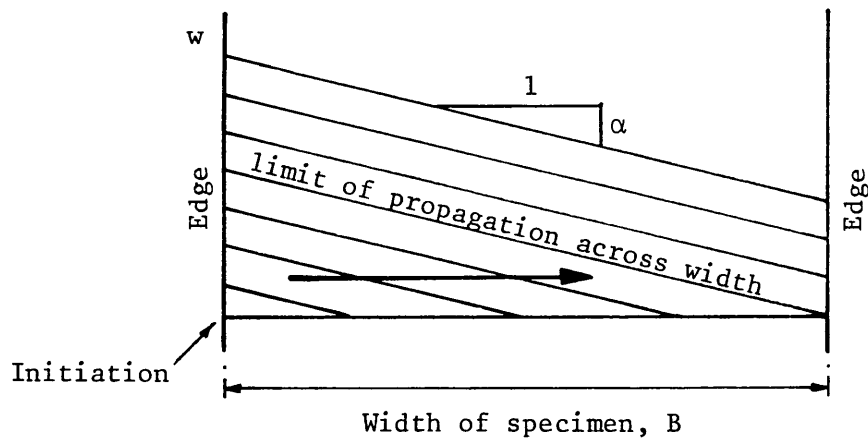 w
1
α
Edge
limit of propagation across width
Edge
Initiation
Width of specimen, B